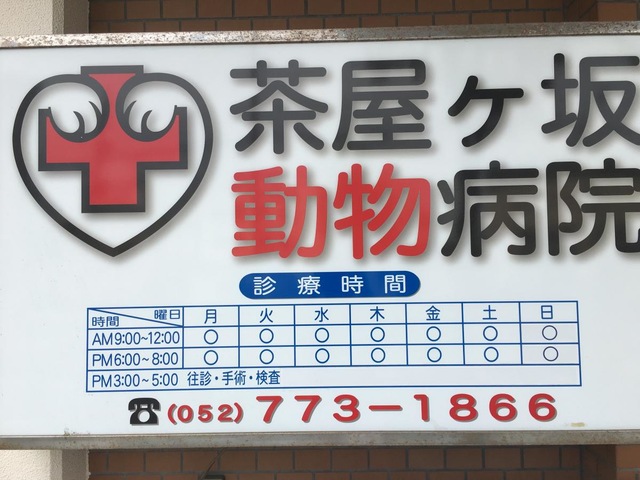 茶屋ヶ坂
動物病院
診療時間
時間 曜日 月 火 水 木 金 土 日
AM9:00~12:00 ○ ○ ○ ○ ○ ○ ○
PM6:00~8:00 ○ ○ ○ ○ ○ ○ ○
PM3:00~5:00 往診・手術・検査
☎(052)773-1866